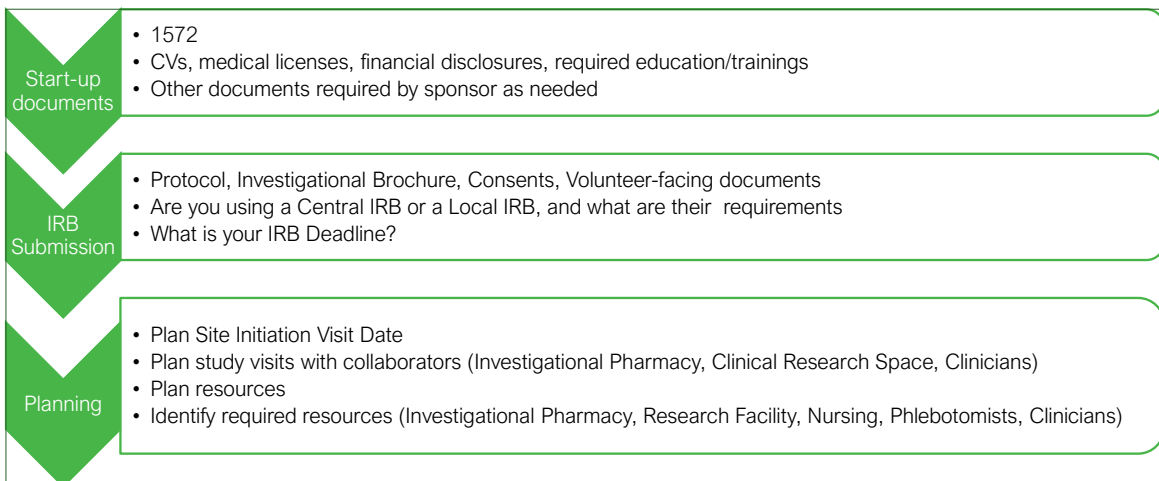 Start-up
documents
• 1572
• CVs, medical licenses, financial disclosures, required education/trainings
• Other documents required by sponsor as needed
IRB
Submission
• Protocol, Investigational Brochure, Consents, Volunteer-facing documents
• Are you using a Central IRB or a Local IRB, and what are their requirements
• What is your IRB Deadline?
Planning
• Plan Site Initiation Visit Date
• Plan study visits with collaborators (Investigational Pharmacy, Clinical Research Space, Clinicians)
• Plan resources
• Identify required resources (Investigational Pharmacy, Research Facility, Nursing, Phlebotomists, Clinicians)